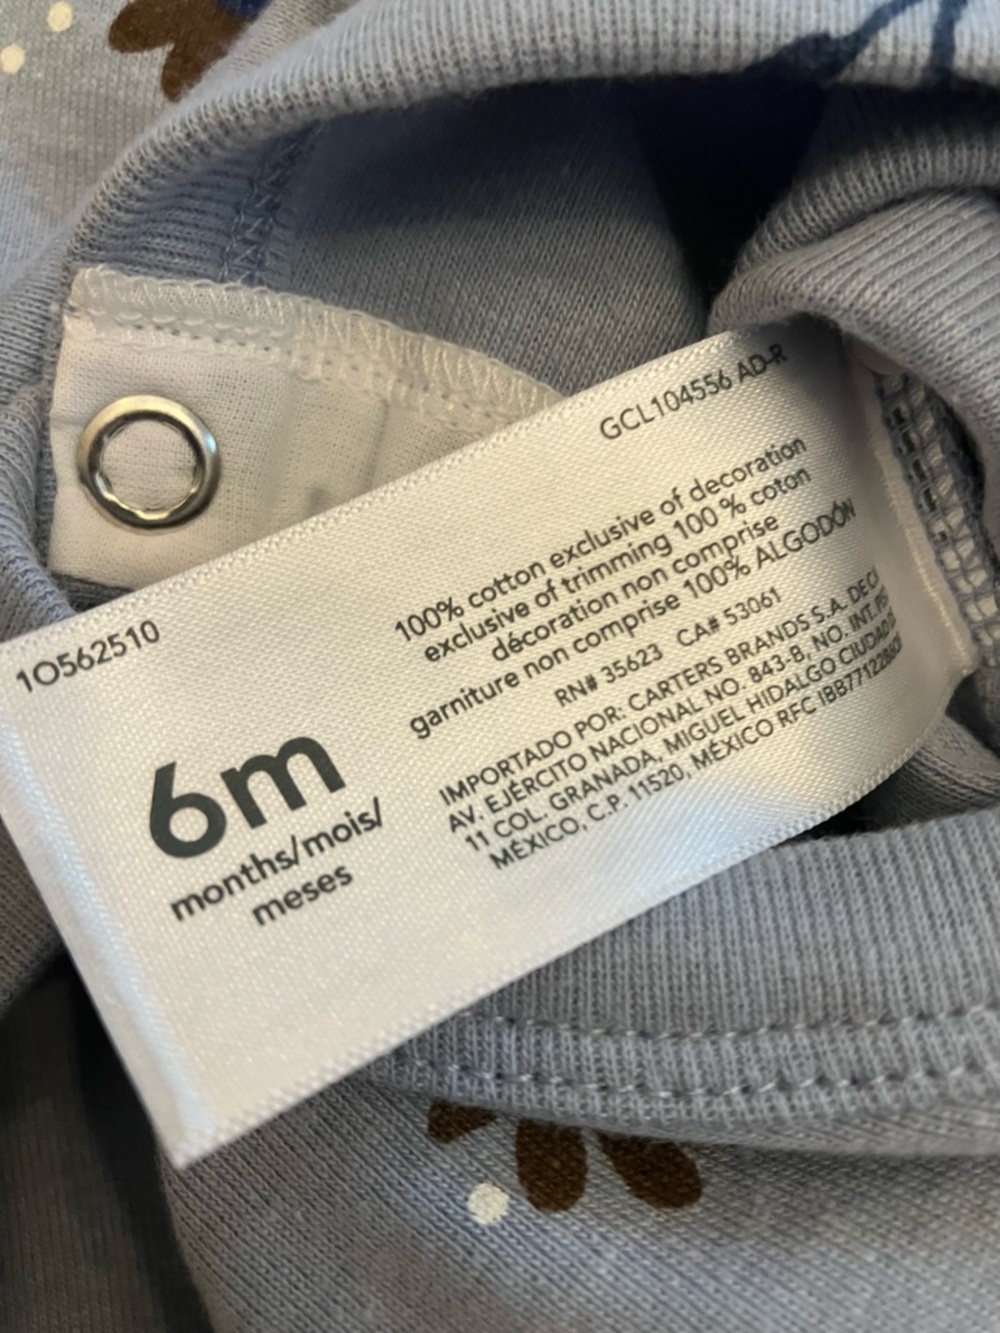 GCL104556 AD-R
1O562510
100% cotton exclusive of decoration
exclusive of trimming 100 % coton
décoration non comprise
garniture non comprise 100% ALGODÓN
RN# 35623 CA# 53061
IMPORTADO POR: CARTERS BRANDS S.A. DE
AV. EJÉRCITO NACIONAL NO. 843-B, NO. INT.
11 COL. GRANADA, MIGUEL HIDALGO CIUDAD
MÉXICO, C.P. 11520, MÉXICO RFC
6m
months/mois/
meses